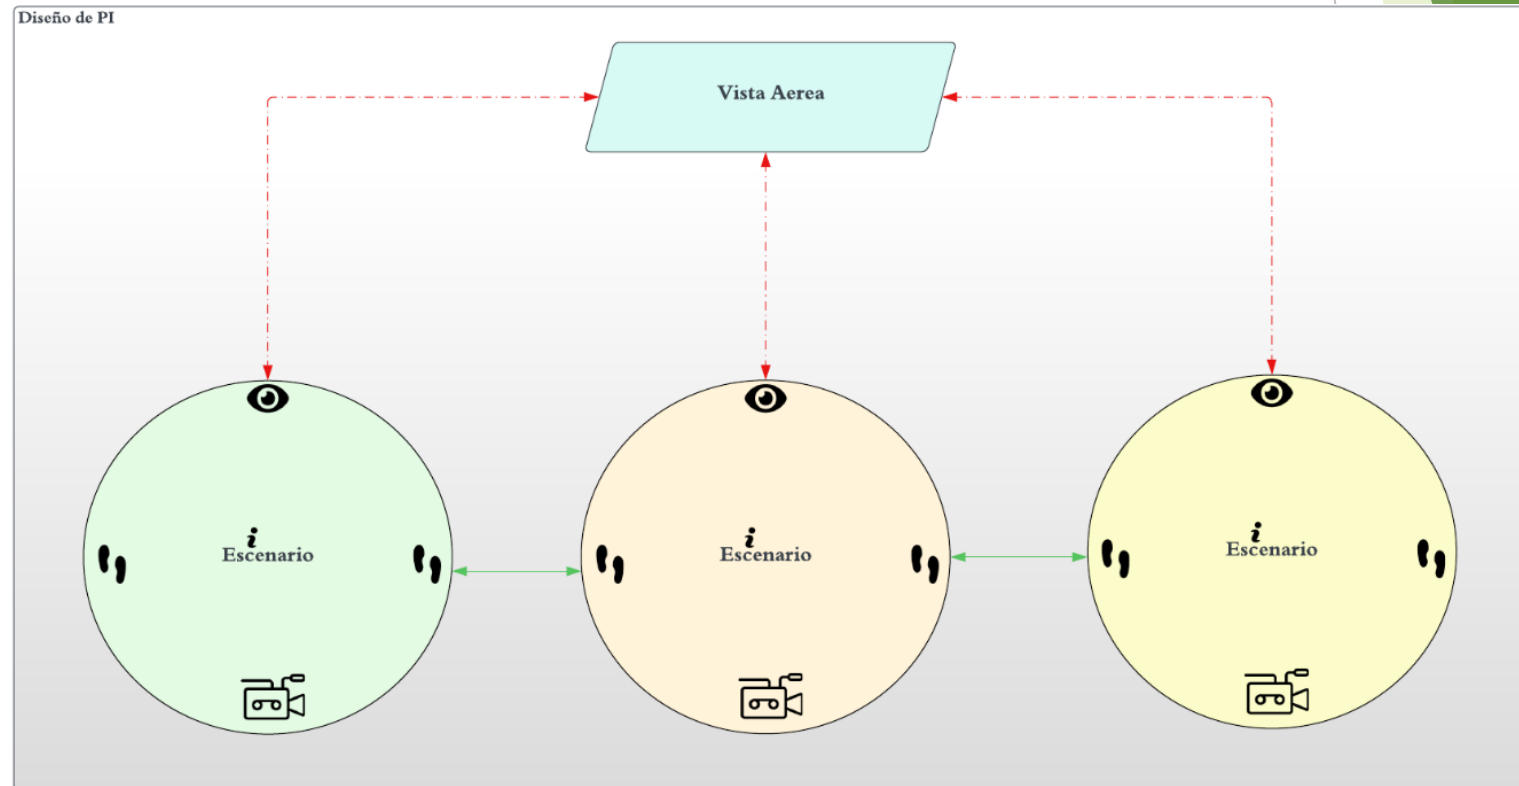 Diseño de PI
Vista Aerea
i
Escenario
i
Escenario
i
Escenario